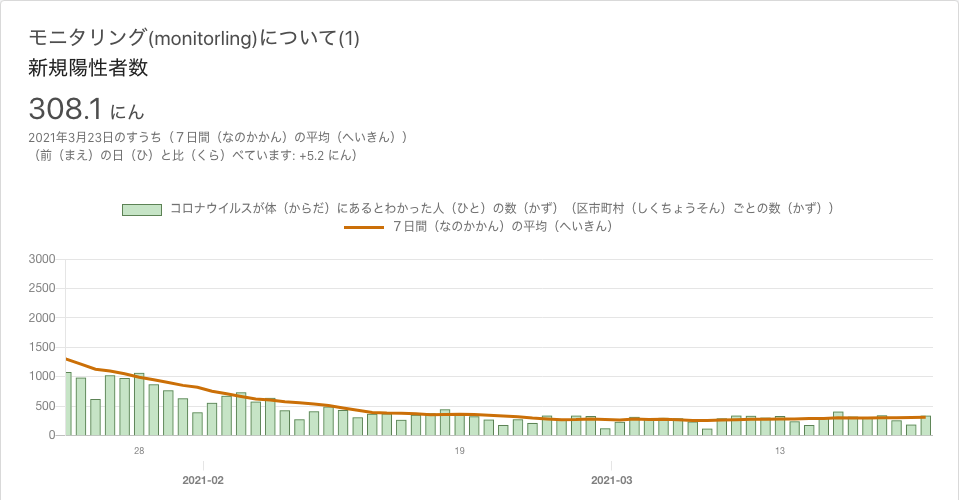 モニタリング(monitorling)について(1)
新規陽性者数
308.1 にん
2021年3月23日のすうち（７日間（なのかかん）の平均（へいきん））
（前（まえ）の日（ひ）と比（くら）べています: +5.2 にん）
コロナウイルスが体（からだ）にあるとわかった人（ひと）の数（かず）（区市町村（しくちょうそん）ごとの数（かず））
７日間（なのかかん）の平均（へいきん）
3000
2500
2000
1500
1000
500
0
28 19 13
2021-02 2021-03